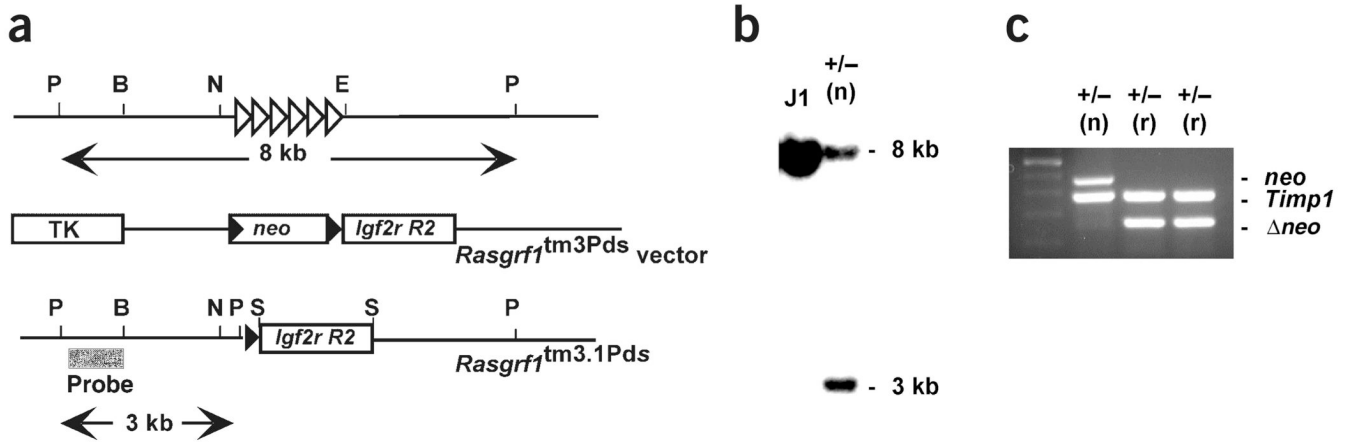 a
P B N E P
8 kb
TK neo Igf2r R2
Rasgrf1tm3Pds vector
P B N P S S P
Igf2r R2
Rasgrf1tm3.1Pds
Probe
3 kb
b
+/–
J1 (n)
- 8 kb
- 3 kb
c
+/– +/– +/–
(n) (r) (r)
- neo
- Timp1
- Δneo